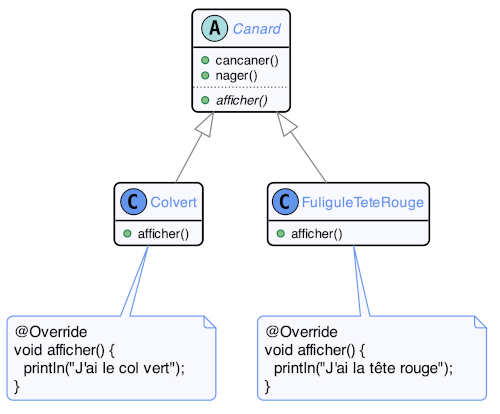 A Canard
cancaner()
nager()
afficher()
C Colvert
afficher()
C FuliguleTeteRouge
afficher()
@Override
void afficher() {
println("J'ai le col vert");
}
@Override
void afficher() {
println("J'ai la tête rouge");
}